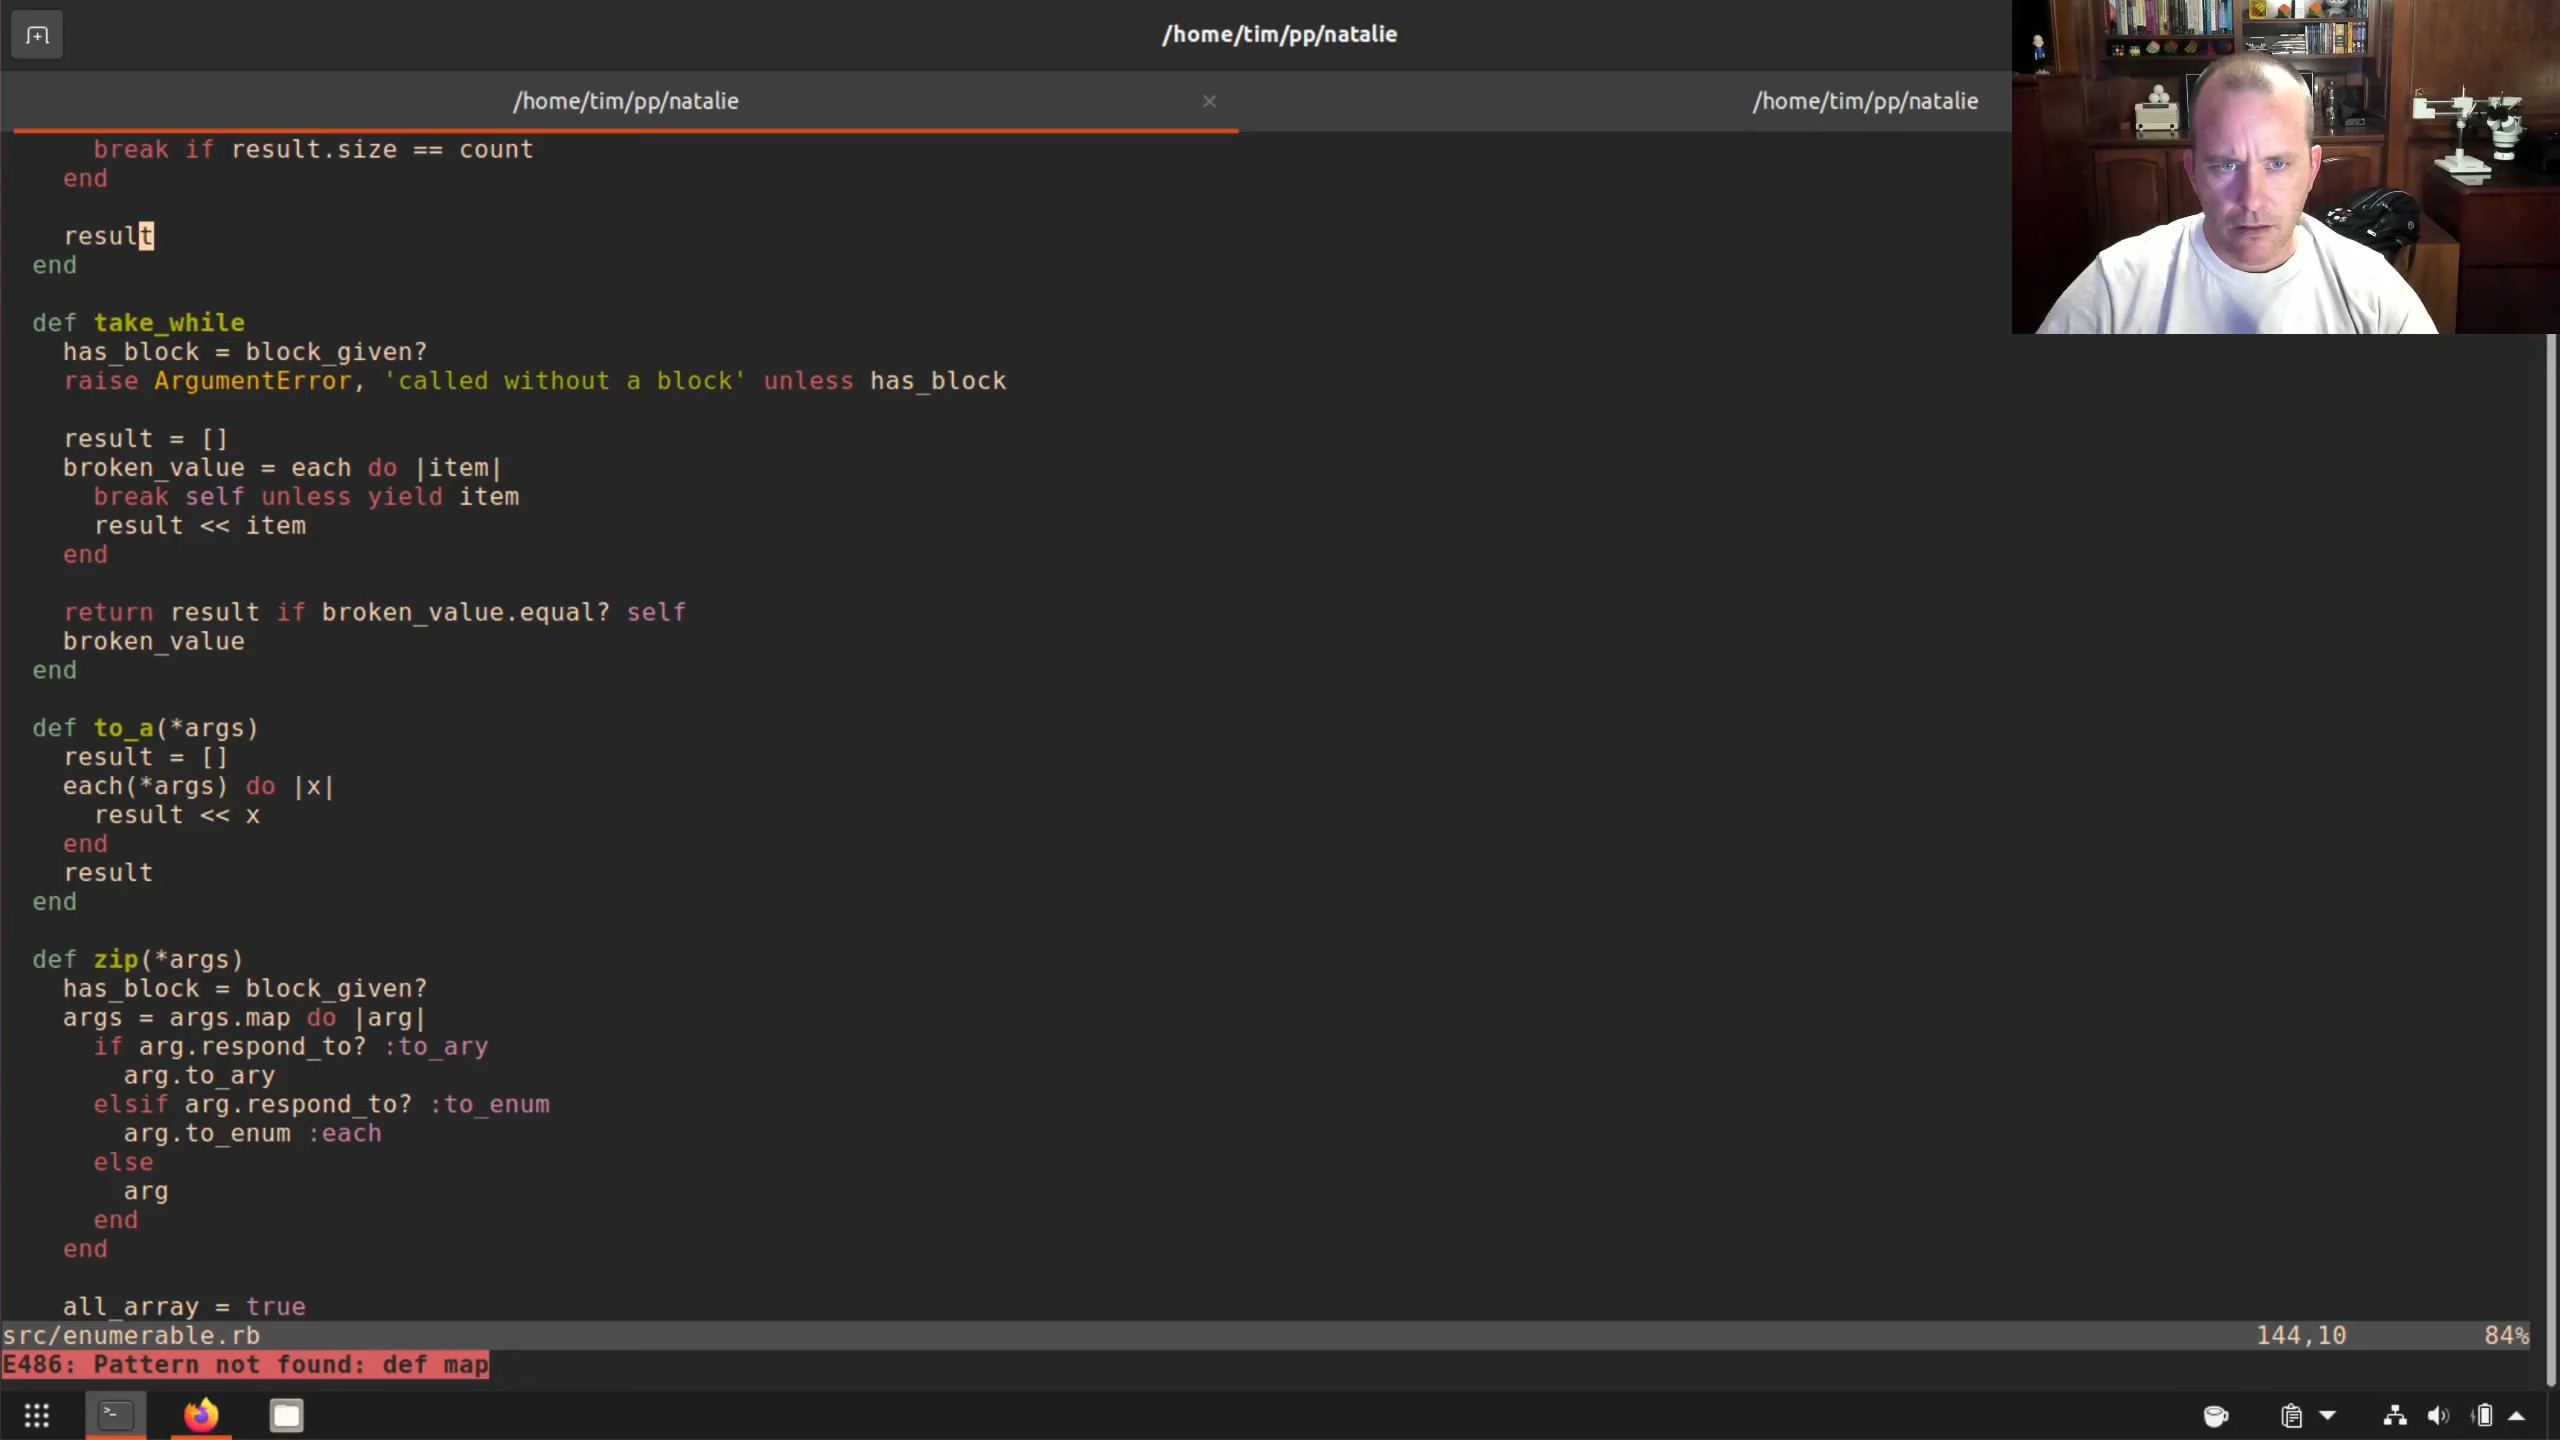 /home/tim/pp/natalie
/home/tim/pp/natalie
/home/tim/pp/natalie
break if result.size == count
end
result
end
def take_while
has_block = block_given?
raise ArgumentError, 'called without a block' unless has_block
result = []
broken_value = each do |item|
break self unless yield item
result << item
end
return result if broken_value.equal? self
broken_value
end
def to_a(*args)
result = []
each(*args) do |x|
result << x
end
result
end
def zip(*args)
has_block = block_given?
args = args.map do |arg|
if arg.respond_to? :to_ary
arg.to_ary
elsif arg.respond_to? :to_enum
arg.to_enum :each
else
arg
end
end
all_array = true
src/enumerable.rb 144,10 84%
E486: Pattern not found: def map